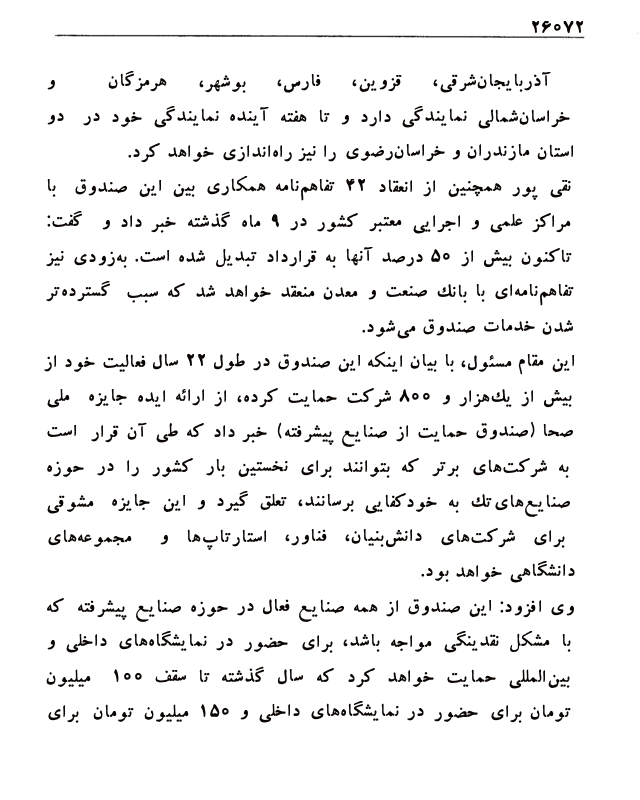 ۲۶۰۷۲
آذربایجان‌شرقی، قزوین، فارس، بوشهر، هرمزگان و
خراسان‌شمالی نمایندگی دارد و تا هفته آینده نمایندگی خود در دو
استان مازندران و خراسان‌رضوی را نیز راه‌اندازی خواهد کرد.
نقی پور همچنین از انعقاد ۴۲ تفاهم‌نامه همکاری بین این صندوق با
مراکز علمی و اجرایی معتبر کشور در ۹ ماه گذشته خبر داد و گفت:
تاکنون بیش از ۵۰ درصد آنها به قرارداد تبدیل شده است. به‌زودی نیز
تفاهم‌نامه‌ای با بانك صنعت و معدن منعقد خواهد شد که سبب گسترده‌تر
شدن خدمات صندوق می‌شود.
این مقام مسئول، با بیان اینکه این صندوق در طول ۲۲ سال فعالیت خود از
بیش از یك‌هزار و ۸۰۰ شرکت حمایت کرده، از ارائه ایده جایزه ملی
صحا (صندوق حمایت از صنایع پیشرفته) خبر داد که طی آن قرار است
به شرکت‌های برتر که بتوانند برای نخستین بار کشور را در حوزه
صنایع‌های‌تك به خودکفایی برسانند، تعلق گیرد و این جایزه مشوقی
برای شرکت‌های دانش‌بنیان، فناور، استارتاپ‌ها و مجموعه‌های
دانشگاهی خواهد بود.
وی افزود: این صندوق از همه صنایع فعال در حوزه صنایع پیشرفته که
با مشکل نقدینگی مواجه باشد، برای حضور در نمایشگاه‌های داخلی و
بین‌المللی حمایت خواهد کرد که سال گذشته تا سقف ۱۰۰ میلیون
تومان برای حضور در نمایشگاه‌های داخلی و ۱۵۰ میلیون تومان برای